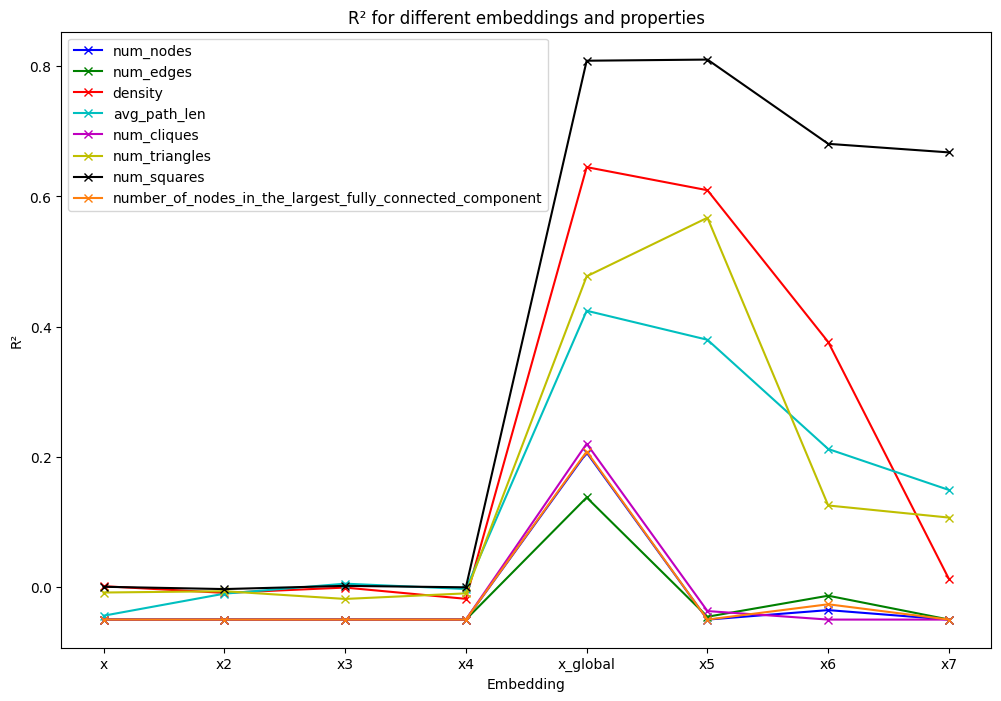 R² for different embeddings and properties
num_nodes
num_edges
density
avg_path_len
num_cliques
num_triangles
num_squares
number_of_nodes_in_the_largest_fully_connected_component
0.8
0.6
0.4
0.2
0.0
R²
x x2 x3 x4 x_global x5 x6 x7
Embedding